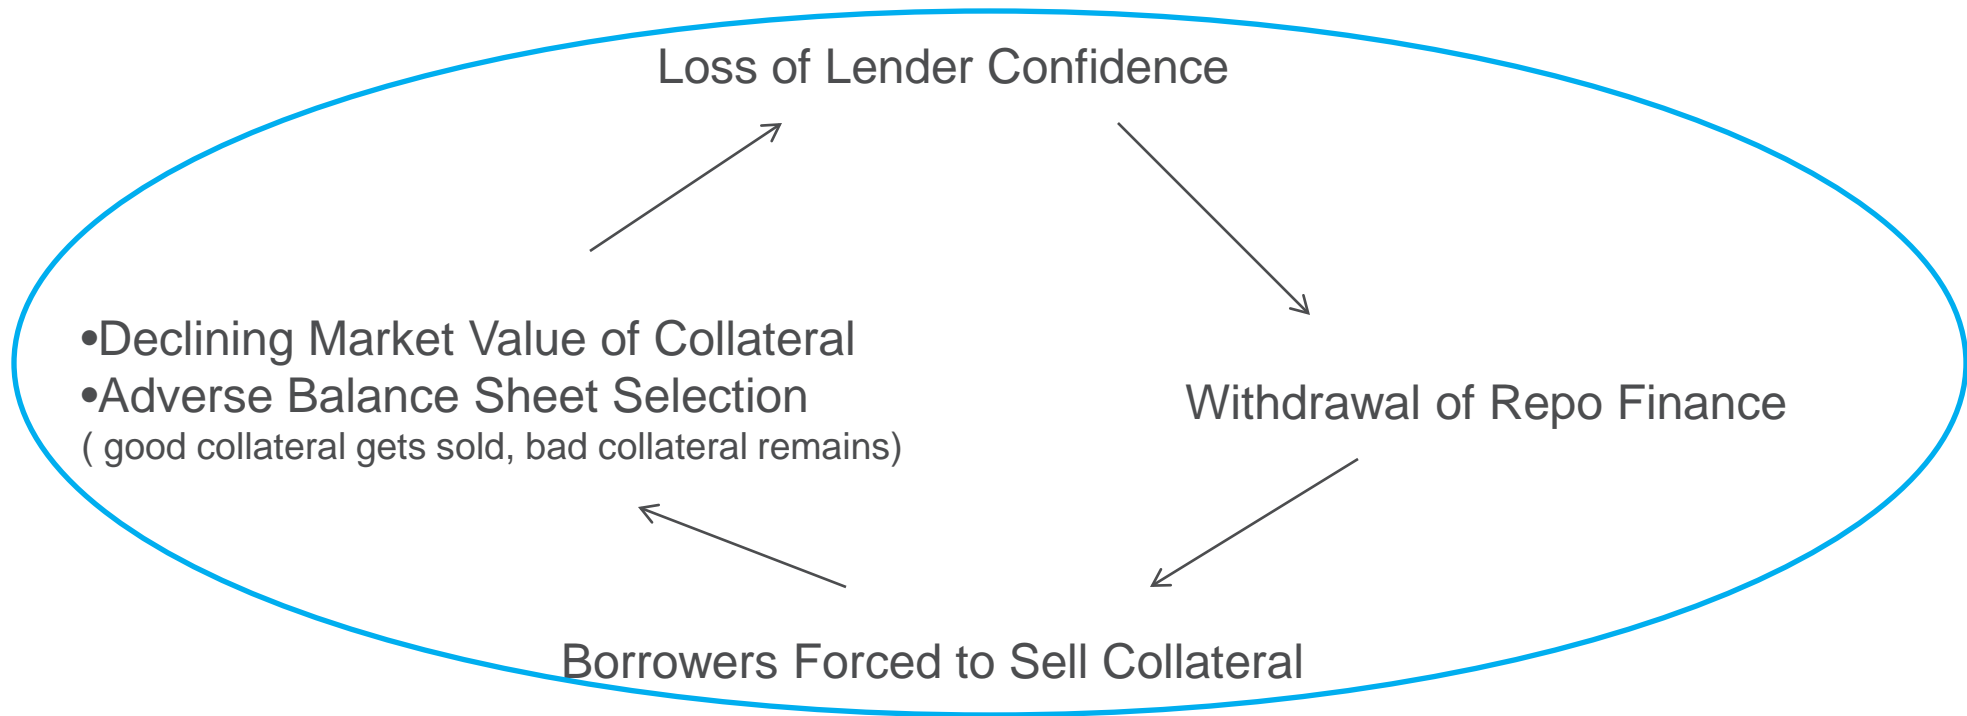 Loss of Lender Confidence
•Declining Market Value of Collateral
•Adverse Balance Sheet Selection
( good collateral gets sold, bad collateral remains)
Withdrawal of Repo Finance
Borrowers Forced to Sell Collateral